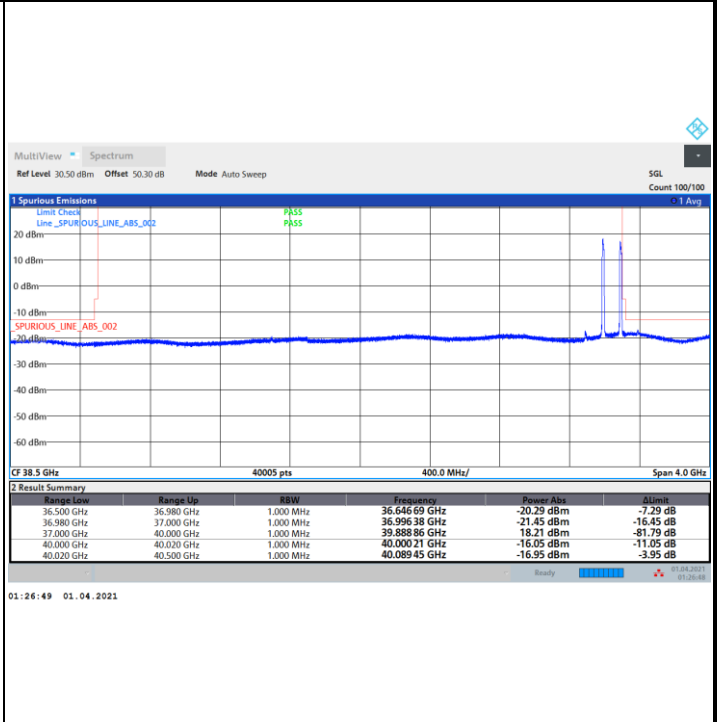 MultiView Spectrum
Ref Level 30.50 dBm Offset 50.30 dB Mode Auto Sweep SGL
Count 100/100
1 Spurious Emissions 1 Avg
Limit Check PASS
Line _SPURIOUS_LINE_ABS_002 PASS
20 dBm
10 dBm
0 dBm
-10 dBm
_SPURIOUS_LINE_ABS_002
-20 dBm
-30 dBm
-40 dBm
-50 dBm
-60 dBm
CF 38.5 GHz 40005 pts 400.0 MHz/ Span 4.0 GHz
2 Result Summary
Range Low Range Up RBW Frequency Power Abs ΔLimit
36.500 GHz 36.980 GHz 1.000 MHz 36.646 69 GHz -20.29 dBm -7.29 dB
36.980 GHz 37.000 GHz 1.000 MHz 36.996 38 GHz -21.45 dBm -16.45 dB
37.000 GHz 40.000 GHz 1.000 MHz 39.888 86 GHz 18.21 dBm -81.79 dB
40.000 GHz 40.020 GHz 1.000 MHz 40.000 21 GHz -16.05 dBm -11.05 dB
40.020 GHz 40.500 GHz 1.000 MHz 40.089 45 GHz -16.95 dBm -3.95 dB
Ready 01.04.2021
01:26:48
01:26:49 01.04.2021